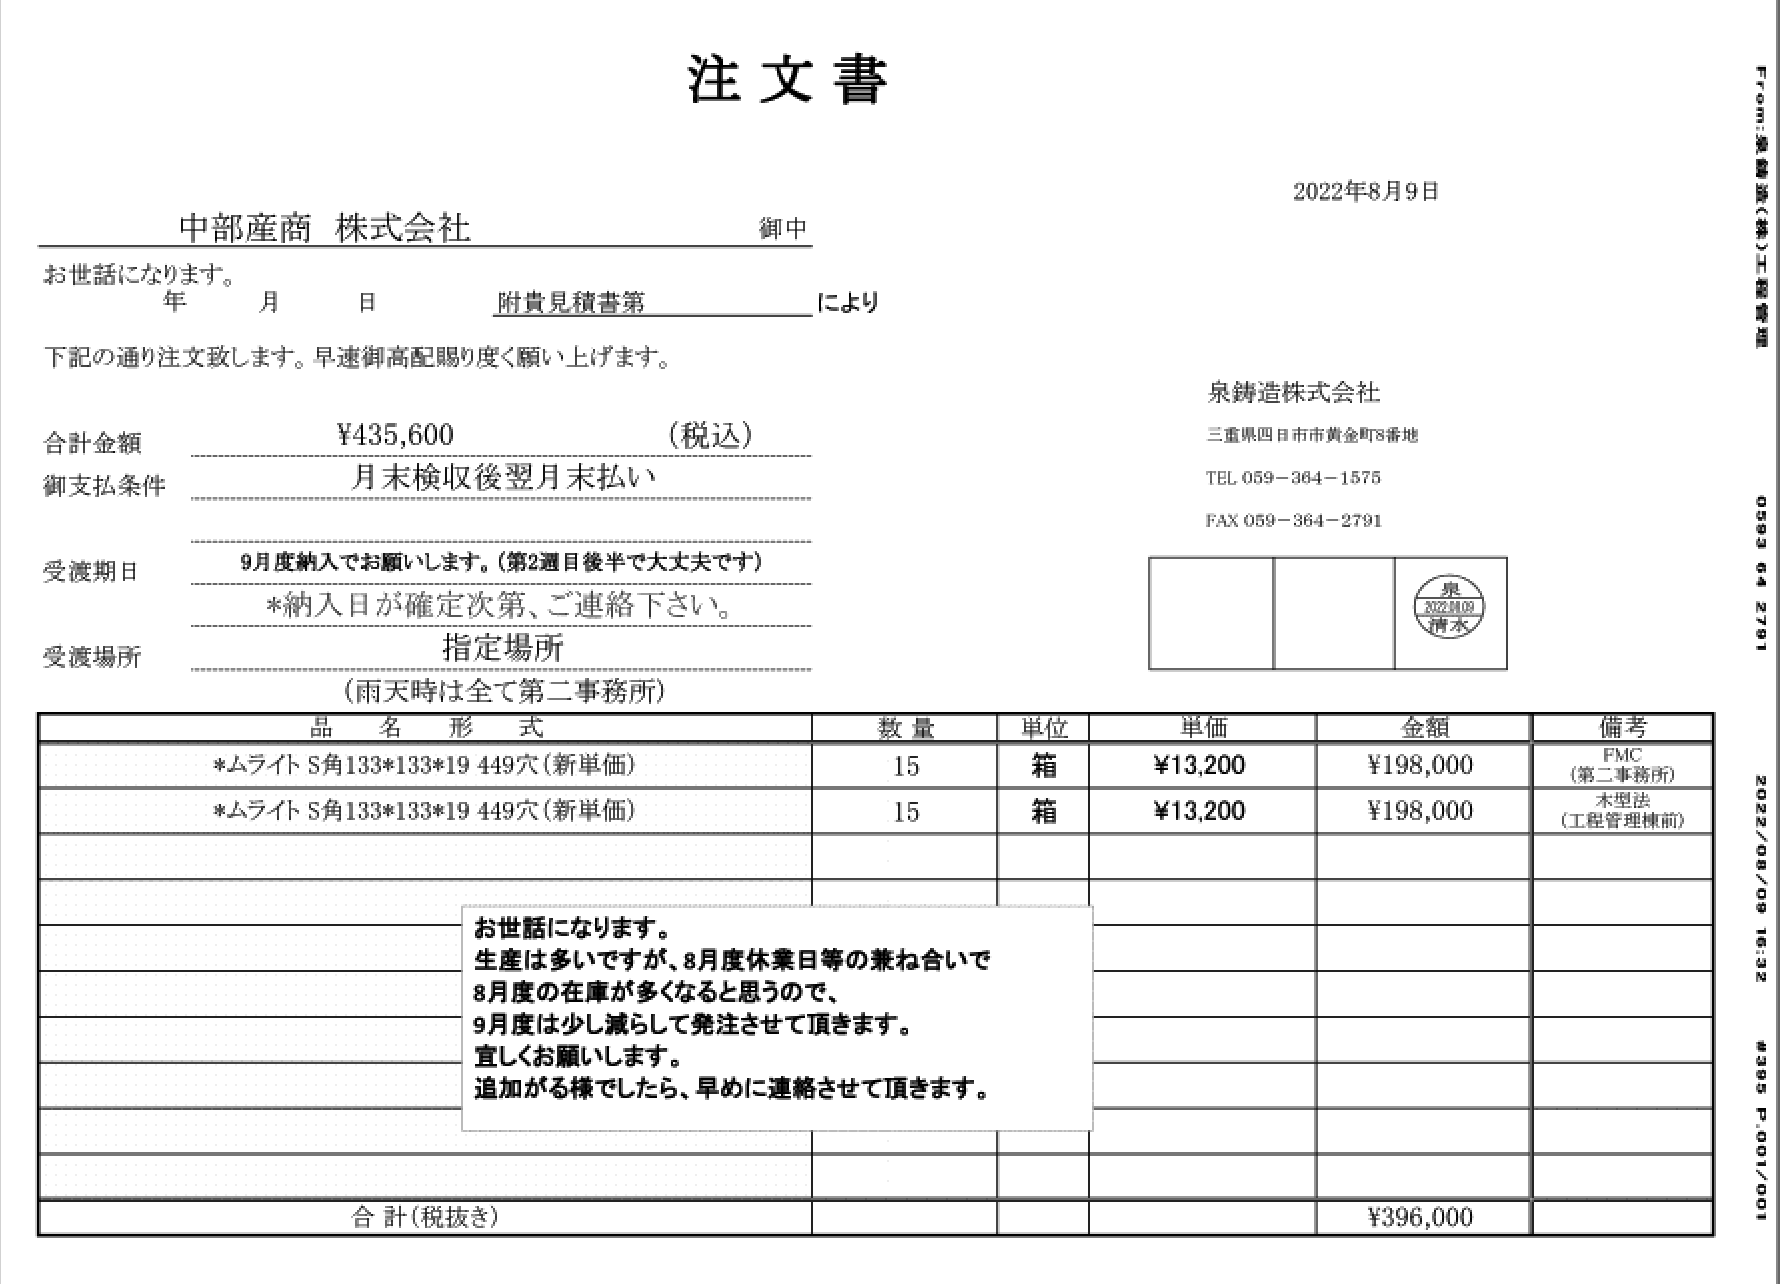 注文書
2022年8月9日
中部産商 株式会社 御中
お世話になります。
年 月 日 附貴見積書第 により
下記の通り注文致します。早速御高配賜り度く願い上げます。
泉鋳造株式会社
三重県四日市市黄金町8番地
TEL 059－364－1575
FAX 059－364－2791
合計金額 ¥435,600 (税込)
御支払条件 月末検収後翌月末払い
受渡期日 9月度納入でお願いします。(第2週目後半で大丈夫です)
*納入日が確定次第、ご連絡下さい。
受渡場所 指定場所
(雨天時は全て第二事務所)
泉
2022.08.09
清水
品 名 形 式 数 量 単位 単価 金額 備考
*ムライト S角133*133*19 449穴(新単価) 15 箱 ¥13,200 ¥198,000 FMC
(第二事務所)
*ムライト S角133*133*19 449穴(新単価) 15 箱 ¥13,200 ¥198,000 木型法
(工程管理棟前)
お世話になります。
生産は多いですが、8月度休業日等の兼ね合いで
8月度の在庫が多くなると思うので、
9月度は少し減らして発注させて頂きます。
宜しくお願いします。
追加がる様でしたら、早めに連絡させて頂きます。
合 計(税抜き) ¥396,000
From:泉鋳造(株)工程管理 0593 64 2791 2022/08/09 16:32 #395 P.001/001